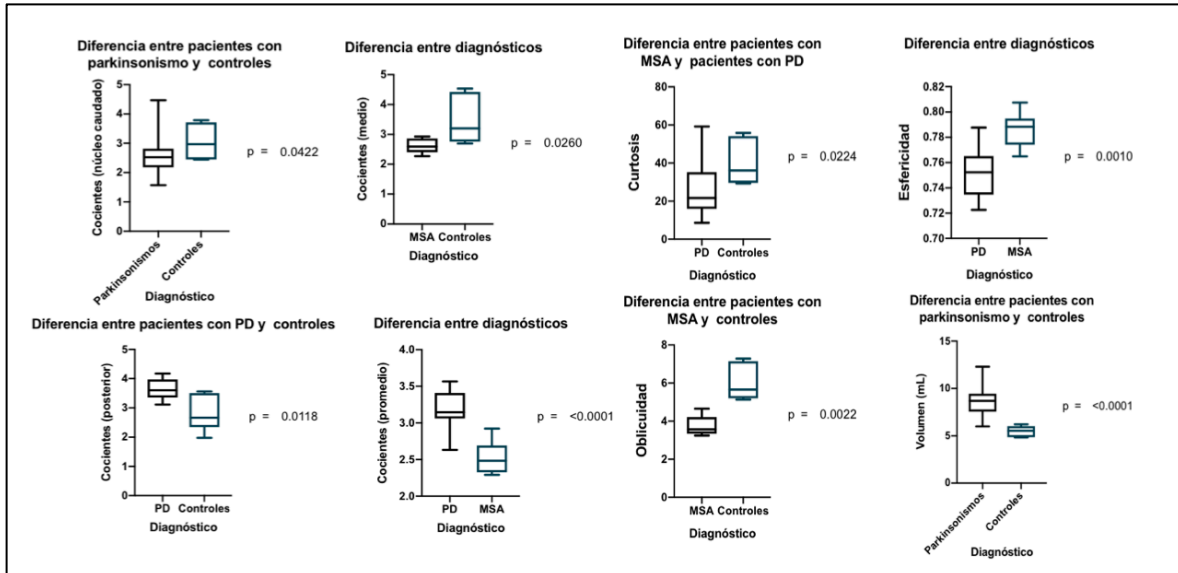 Diferencia entre pacientes con
parkinsonismo y controles
Cocientes (núcleo caudado)
5
4
3
2
1
0
p = 0.0422
Parkinsonismos
Controles
Diagnóstico
Diferencia entre diagnósticos
Cocientes (medio)
5
4
3
2
1
0
p = 0.0260
MSA Controles
Diagnóstico
Diferencia entre pacientes con
MSA y pacientes con PD
Curtosis
80
60
40
20
0
p = 0.0224
PD Controles
Diagnóstico
Diferencia entre diagnósticos
Esfericidad
0.82
0.80
0.78
0.76
0.74
0.72
0.70
p = 0.0010
PD MSA
Diagnóstico
Diferencia entre pacientes con PD y controles
Cocientes (posterior)
5
4
3
2
1
0
p = 0.0118
PD Controles
Diagnóstico
Diferencia entre diagnósticos
Cocientes (promedio)
4.0
3.5
3.0
2.5
2.0
p = <0.0001
PD MSA
Diagnóstico
Diferencia entre pacientes con
MSA y controles
Oblicuidad
8
6
4
2
0
p = 0.0022
MSA Controles
Diagnóstico
Diferencia entre pacientes con
parkinsonismo y controles
Volumen (mL)
15
10
5
0
p = <0.0001
Parkinsonismos
Controles
Diagnóstico